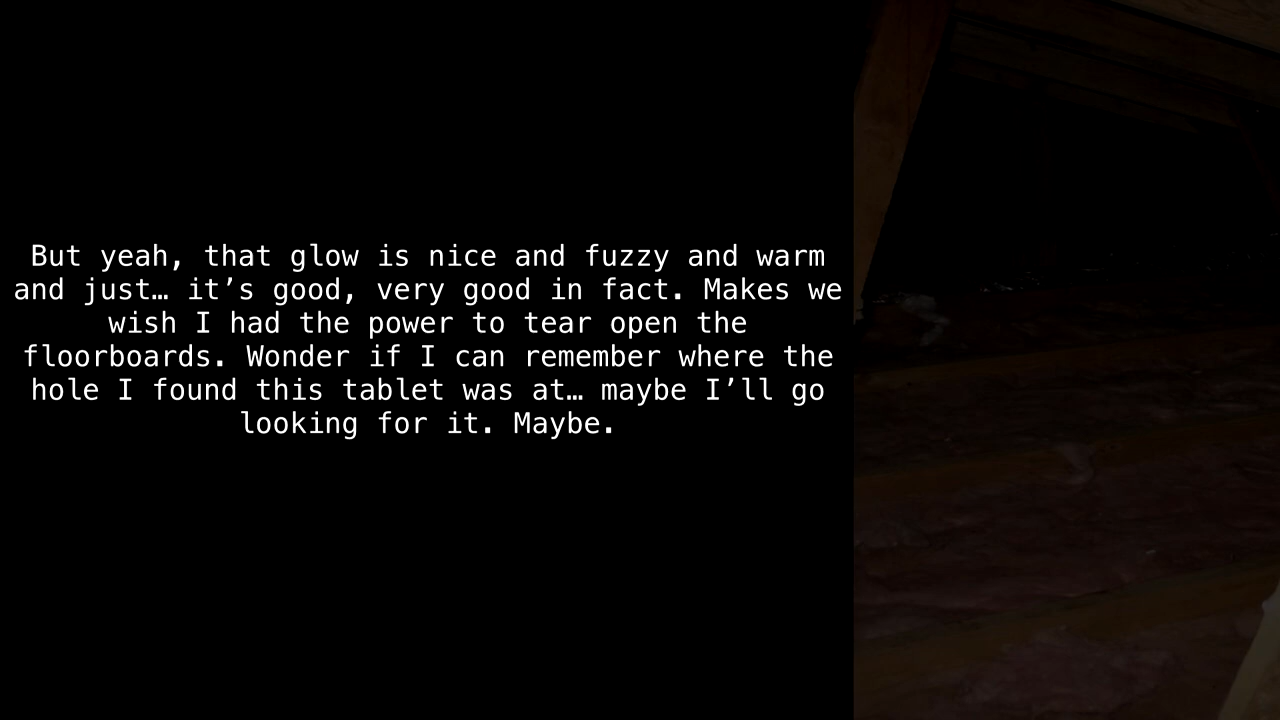 But yeah, that glow is nice and fuzzy and warm
and just… it’s good, very good in fact. Makes we
wish I had the power to tear open the
floorboards. Wonder if I can remember where the
hole I found this tablet was at… maybe I’ll go
looking for it. Maybe.